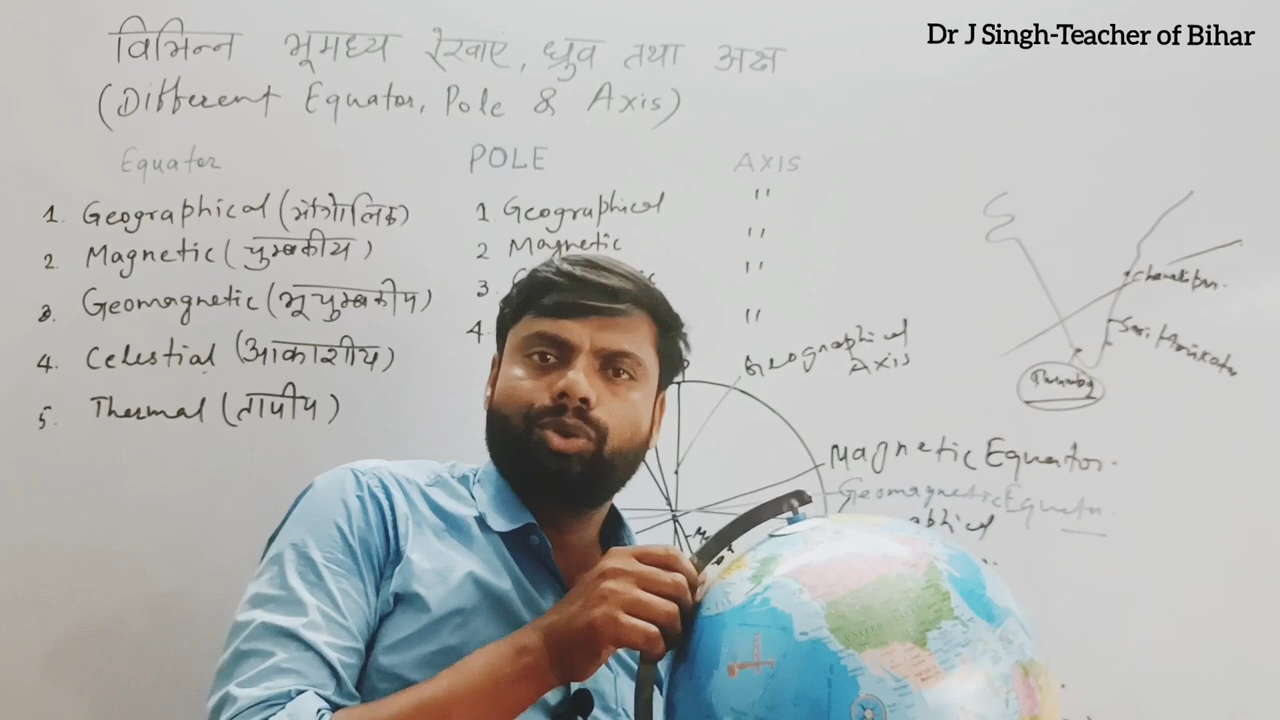 Dr J Singh-Teacher of Bihar
विभिन्न भूमध्य रेखाएं, ध्रुव तथा अक्ष
(Different Equator, Pole & Axis)
Equator
1. Geographical (भौगोलिक)
2. Magnetic (चुम्बकीय)
3. Geomagnetic (भू चुम्बकीय)
4. Celestial (आकाशीय)
5. Thermal (तापीय)
POLE
1 Geographical
2 Magnetic
3.
4.
AXIS
"
"
"
"
Geographical
Axis
Magnetic Equator.
Geomagnetic Equator